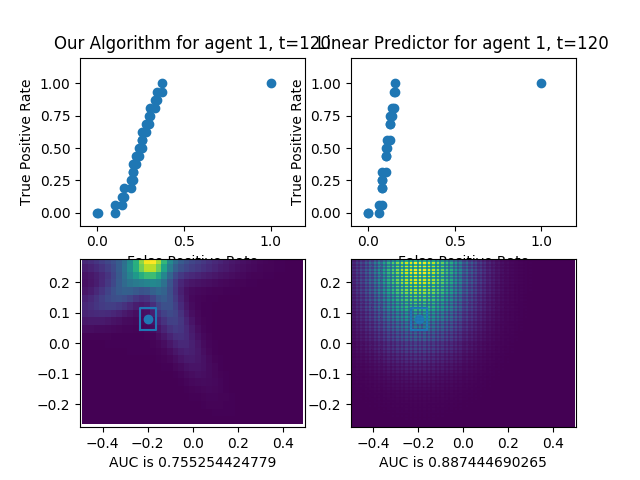 Our Algorithm for agent 1, t=120
Linear Predictor for agent 1, t=120
True Positive Rate
1.00
0.75
0.50
0.25
0.00
0.0 0.5 1.0
False Positive Rate
True Positive Rate
1.00
0.75
0.50
0.25
0.00
0.0 0.5 1.0
False Positive Rate
0.2
0.1
0.0
−0.1
−0.2
−0.4 −0.2 0.0 0.2 0.4
AUC is 0.755254424779
0.2
0.1
0.0
−0.1
−0.2
−0.4 −0.2 0.0 0.2 0.4
AUC is 0.887444690265